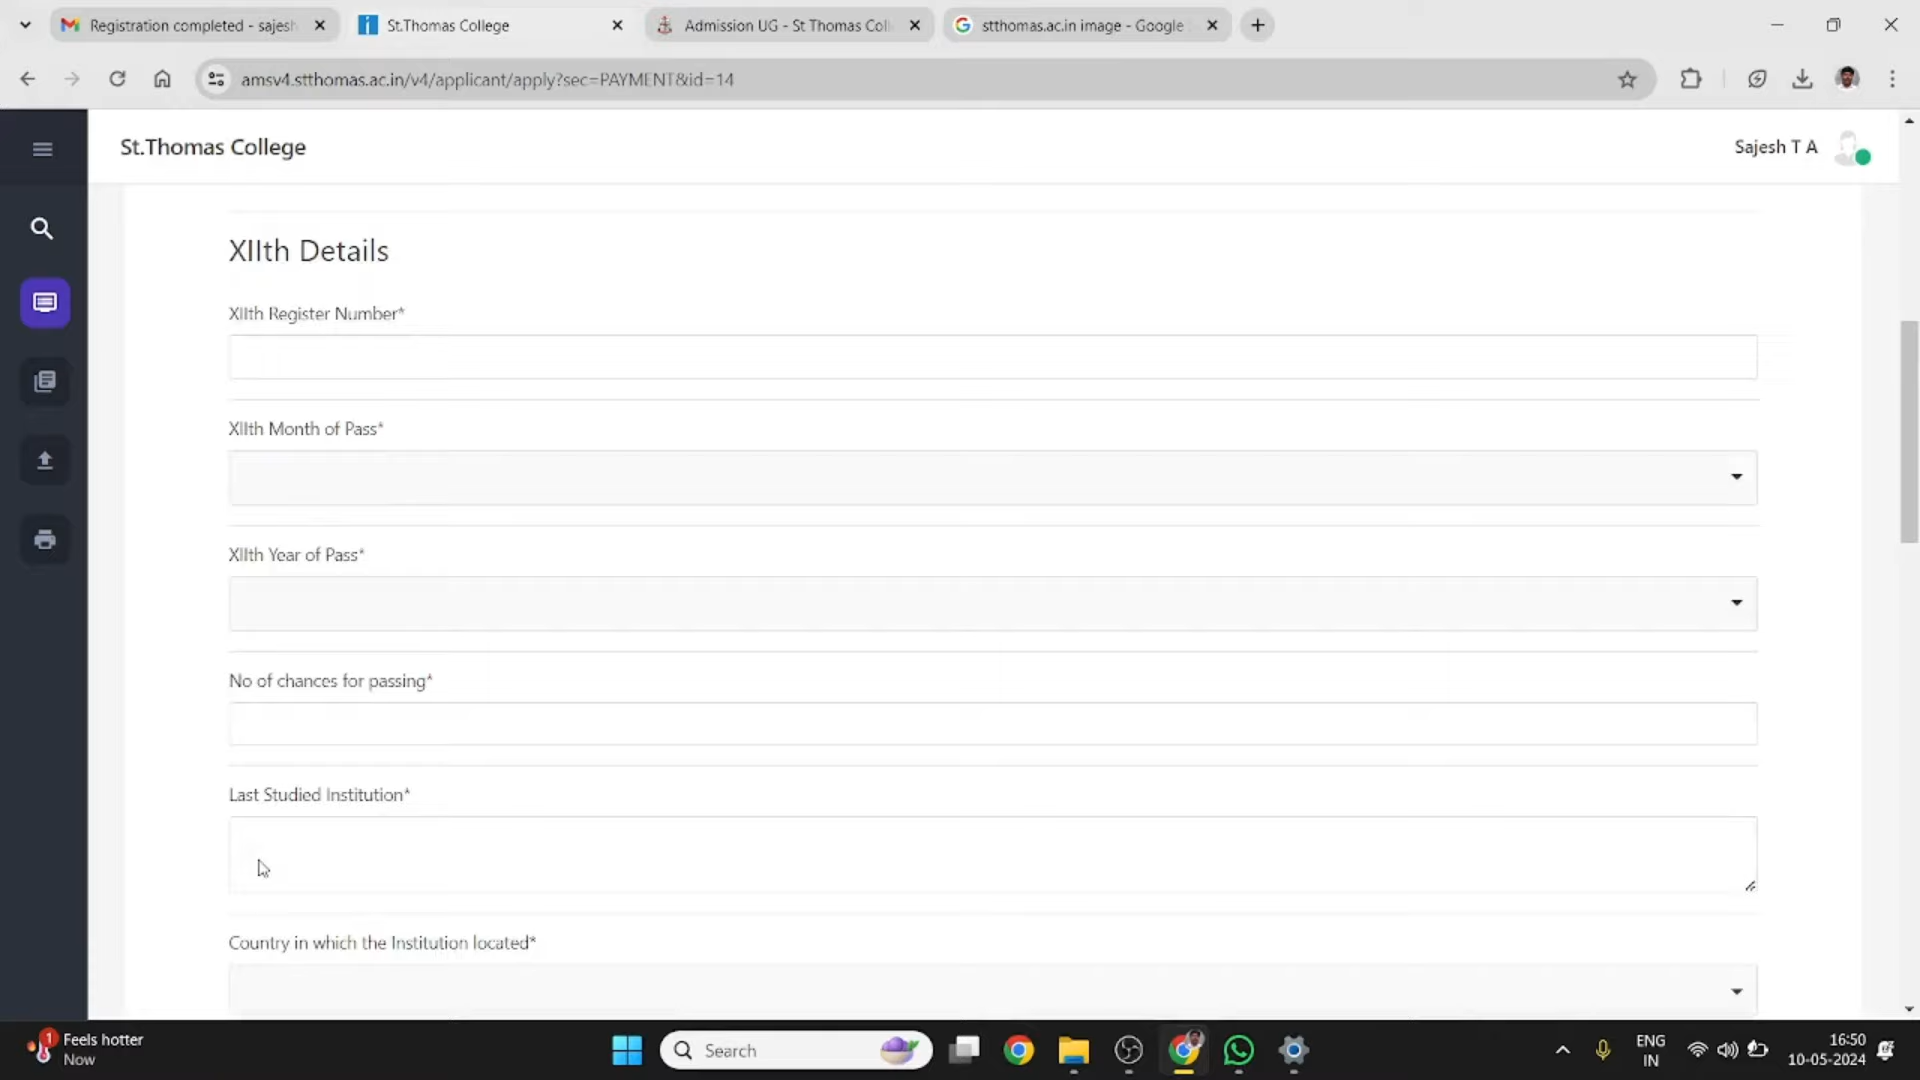 Registration completed - sajesh
St.Thomas College
Admission UG - St Thomas Coll
stthomas.ac.in image - Google
amsv4.stthomas.ac.in/v4/applicant/apply?sec=PAYMENT&id=14
St.Thomas College
Sajesh T A
XIIth Details
XIIth Register Number*
XIIth Month of Pass*
XIIth Year of Pass*
No of chances for passing*
Last Studied Institution*
Country in which the Institution located*
1
Feels hotter
Now
Search
ENG
IN
16:50
10-05-2024